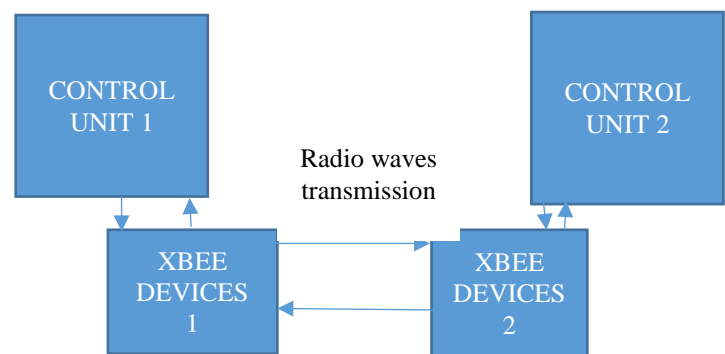 CONTROL
UNIT 1
CONTROL
UNIT 2
Radio waves
transmission
XBEE
DEVICES
1
XBEE
DEVICES
2